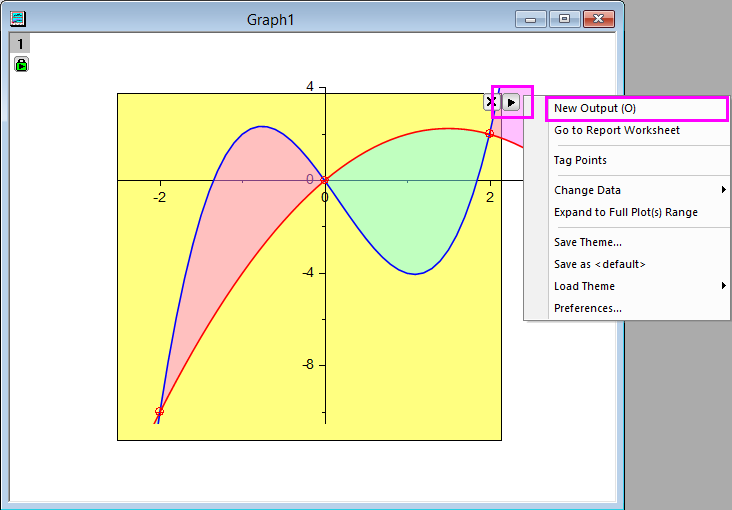 Graph1
1
4
0
-2
0
2
-4
-8
New Output (O)
Go to Report Worksheet
Tag Points
Change Data
Expand to Full Plot(s) Range
Save Theme...
Save as <default>
Load Theme
Preferences...